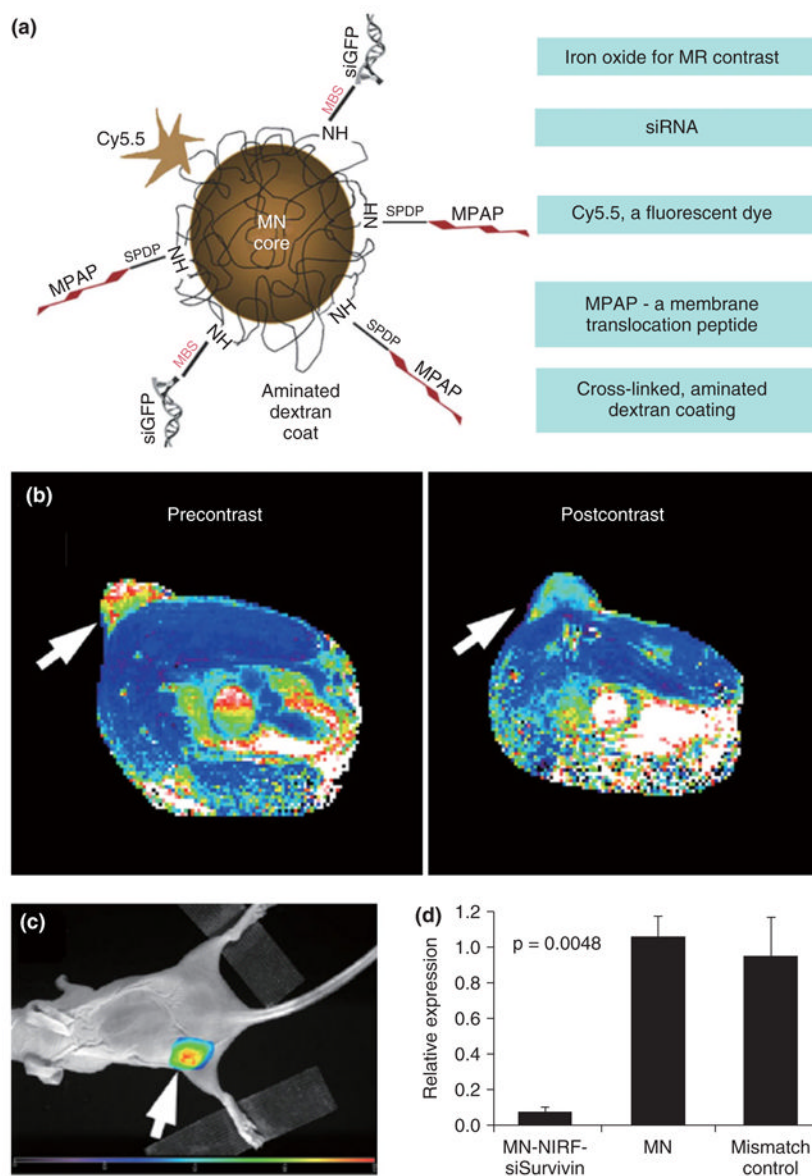 (a)
siGFP
MBS
NH
Cy5.5
MN
core
NH
SPDP
MPAP
MPAP
SPDP
NH
NH
MBS
siGFP
NH
SPDP
MPAP
Aminated
dextran
coat
Iron oxide for MR contrast
siRNA
Cy5.5, a fluorescent dye
MPAP - a membrane
translocation peptide
Cross-linked, aminated
dextran coating
(b)
Precontrast
Postcontrast
(c)
(d)
p = 0.0048
Relative expression
1.2
1.0
0.8
0.6
0.4
0.2
0.0
MN-NIRF-
siSurvivin
MN
Mismatch
control